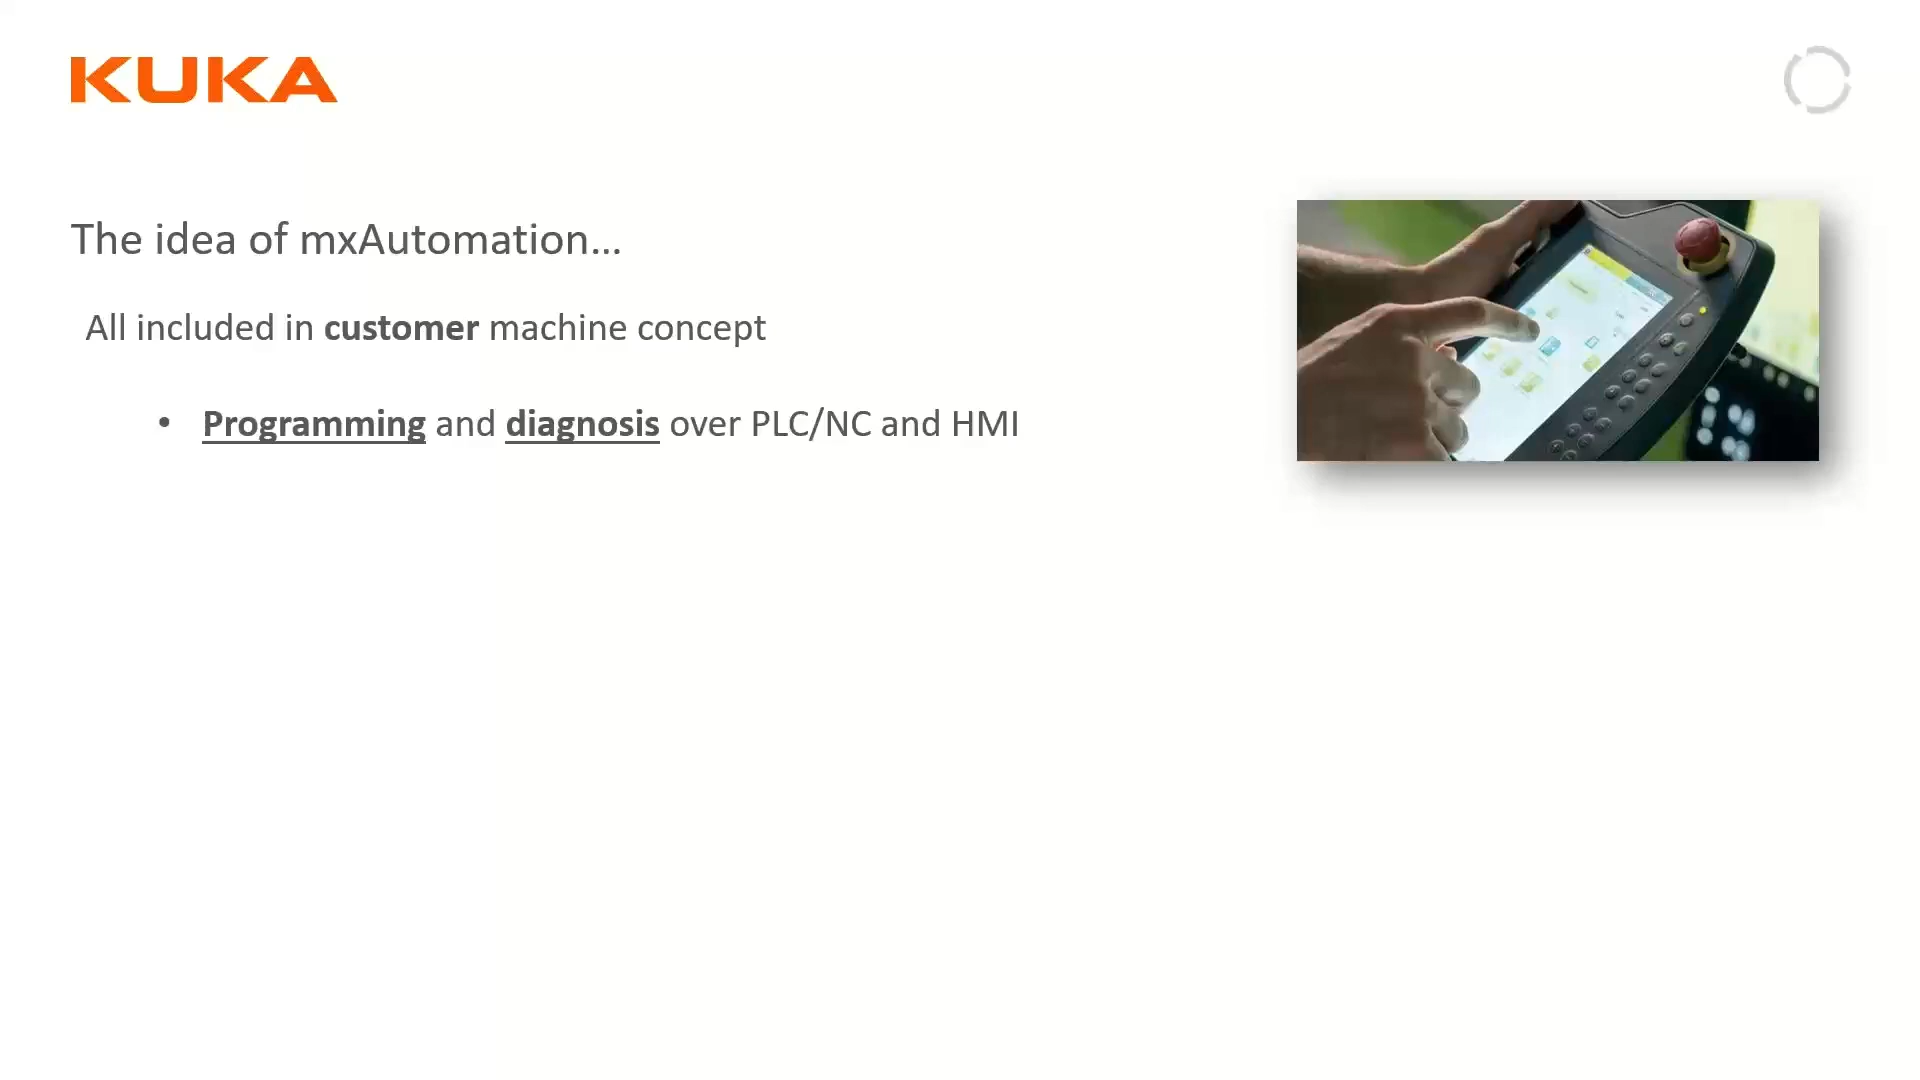 KUKA
The idea of mxAutomation...
All included in customer machine concept
• Programming and diagnosis over PLC/NC and HMI